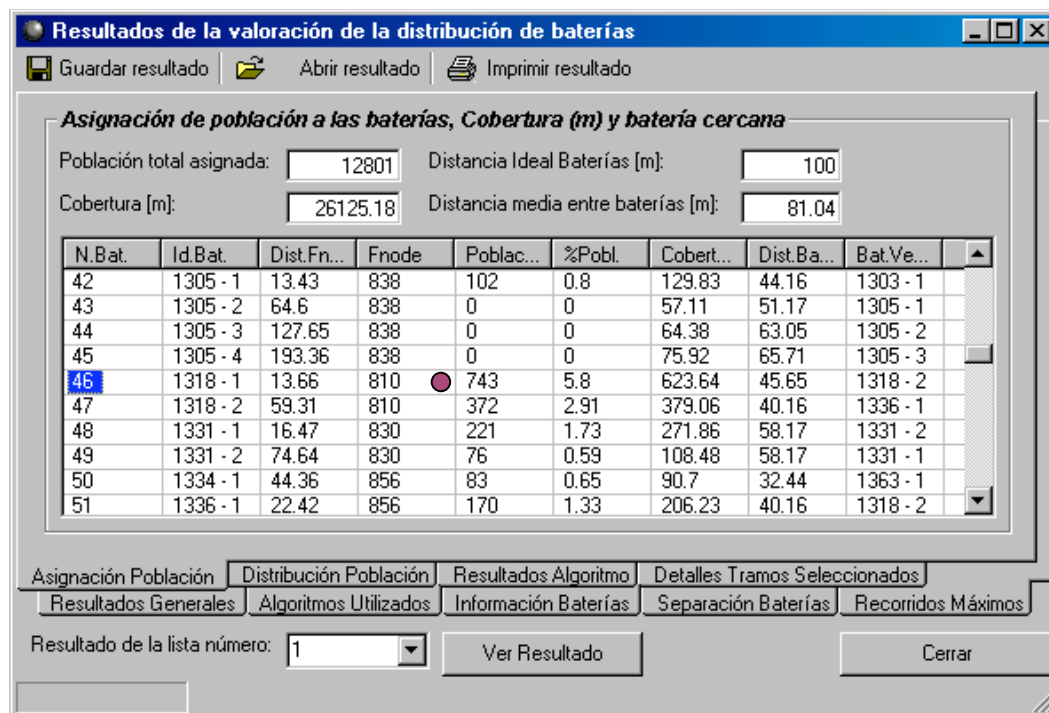 Resultados de la valoración de la distribución de baterías
Guardar resultado Abrir resultado Imprimir resultado
Asignación de población a las baterías, Cobertura (m) y batería cercana
Población total asignada: 12801 Distancia Ideal Baterías [m]: 100
Cobertura [m]: 26125.18 Distancia media entre baterías [m]: 81.04
N.Bat. Id.Bat. Dist.Fn... Fnode Poblac... %Pobl. Cobert... Dist.Ba... Bat.Ve...
42 1305 - 1 13.43 838 102 0.8 129.83 44.16 1303 - 1
43 1305 - 2 64.6 838 0 0 57.11 51.17 1305 - 1
44 1305 - 3 127.65 838 0 0 64.38 63.05 1305 - 2
45 1305 - 4 193.36 838 0 0 75.92 65.71 1305 - 3
46 1318 - 1 13.66 810 743 5.8 623.64 45.65 1318 - 2
47 1318 - 2 59.31 810 372 2.91 379.06 40.16 1336 - 1
48 1331 - 1 16.47 830 221 1.73 271.86 58.17 1331 - 2
49 1331 - 2 74.64 830 76 0.59 108.48 58.17 1331 - 1
50 1334 - 1 44.36 856 83 0.65 90.7 32.44 1363 - 1
51 1336 - 1 22.42 856 170 1.33 206.23 40.16 1318 - 2
Asignación Población Distribución Población Resultados Algoritmo Detalles Tramos Seleccionados
Resultados Generales Algoritmos Utilizados Información Baterías Separación Baterías Recorridos Máximos
Resultado de la lista número: 1 Ver Resultado Cerrar